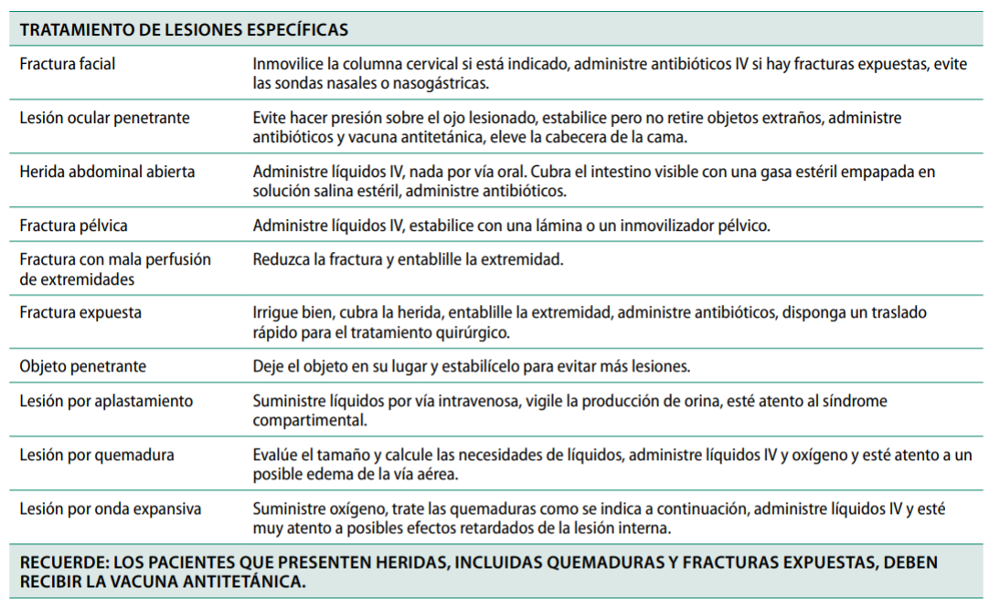 TRATAMIENTO DE LESIONES ESPECÍFICAS
Fractura facial
Inmovilice la columna cervical si está indicado, administre antibióticos IV si hay fracturas expuestas, evite
las sondas nasales o nasogástricas.
Lesión ocular penetrante
Evite hacer presión sobre el ojo lesionado, estabilice pero no retire objetos extraños, administre
antibióticos y vacuna antitetánica, eleve la cabecera de la cama.
Herida abdominal abierta
Administre líquidos IV, nada por vía oral. Cubra el intestino visible con una gasa estéril empapada en
solución salina estéril, administre antibióticos.
Fractura pélvica
Administre líquidos IV, estabilice con una lámina o un inmovilizador pélvico.
Fractura con mala perfusión
de extremidades
Reduzca la fractura y entablille la extremidad.
Fractura expuesta
Irrigue bien, cubra la herida, entablille la extremidad, administre antibióticos, disponga un traslado
rápido para el tratamiento quirúrgico.
Objeto penetrante
Deje el objeto en su lugar y estabilícelo para evitar más lesiones.
Lesión por aplastamiento
Suministre líquidos por vía intravenosa, vigile la producción de orina, esté atento al síndrome
compartimental.
Lesión por quemadura
Evalúe el tamaño y calcule las necesidades de líquidos, administre líquidos IV y oxígeno y esté atento a un
posible edema de la vía aérea.
Lesión por onda expansiva
Suministre oxígeno, trate las quemaduras como se indica a continuación, administre líquidos IV y esté
muy atento a posibles efectos retardados de la lesión interna.
RECUERDE: LOS PACIENTES QUE PRESENTEN HERIDAS, INCLUIDAS QUEMADURAS Y FRACTURAS EXPUESTAS, DEBEN
RECIBIR LA VACUNA ANTITETÁNICA.